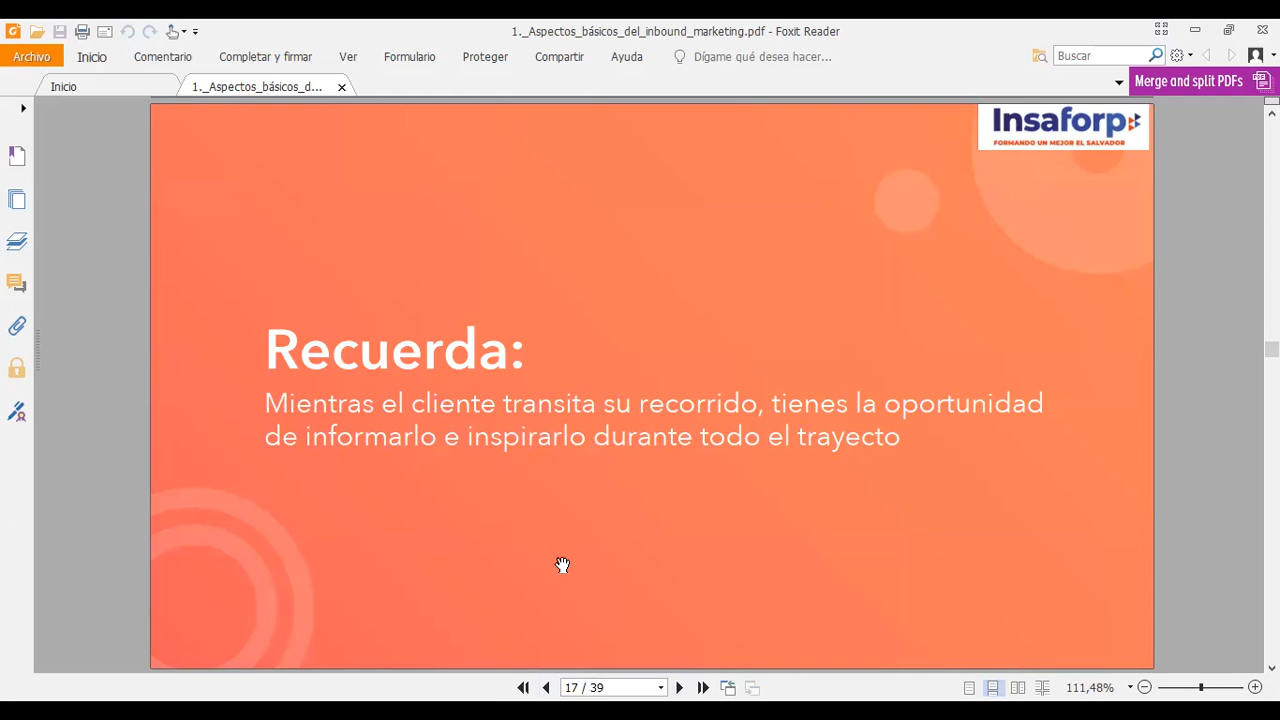 1._Aspectos_básicos_del_inbound_marketing.pdf - Foxit Reader
Archivo Inicio Comentario Completar y firmar Ver Formulario Proteger Compartir Ayuda Dígame qué desea hacer... Buscar
Inicio 1._Aspectos_básicos_d... Merge and split PDFs
Insaforp
FORMANDO UN MEJOR EL SALVADOR
Recuerda:
Mientras el cliente transita su recorrido, tienes la oportunidad
de informarlo e inspirarlo durante todo el trayecto
17 / 39 111,48%